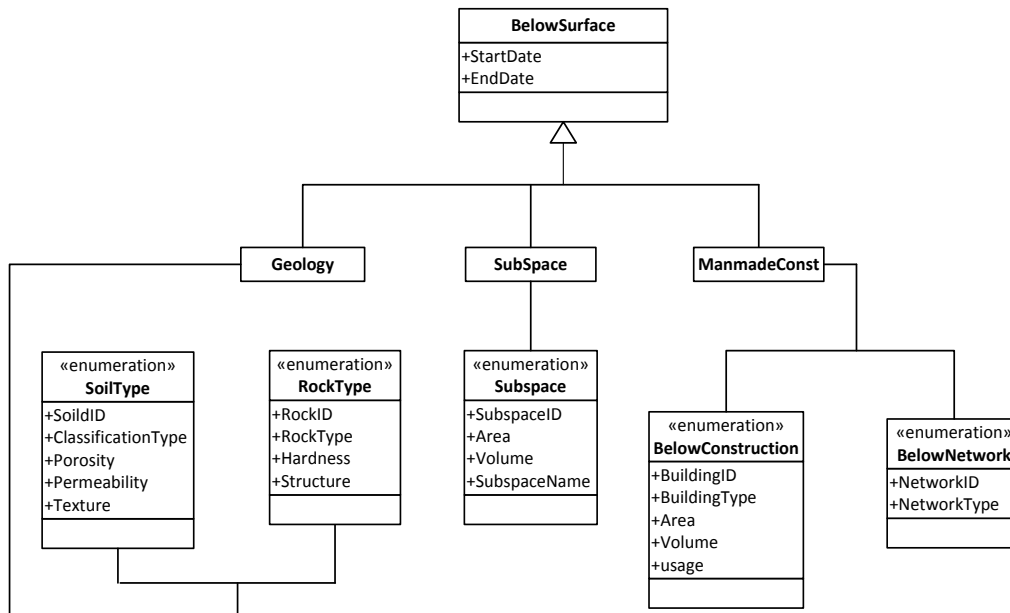 BelowSurface
+StartDate
+EndDate
Geology
SubSpace
ManmadeConst
«enumeration»
SoilType
+SoildID
+ClassificationType
+Porosity
+Permeability
+Texture
«enumeration»
RockType
+RockID
+RockType
+Hardness
+Structure
«enumeration»
Subspace
+SubspaceID
+Area
+Volume
+SubspaceName
«enumeration»
BelowConstruction
+BuildingID
+BuildingType
+Area
+Volume
+usage
«enumeration»
BelowNetwork
+NetworkID
+NetworkType